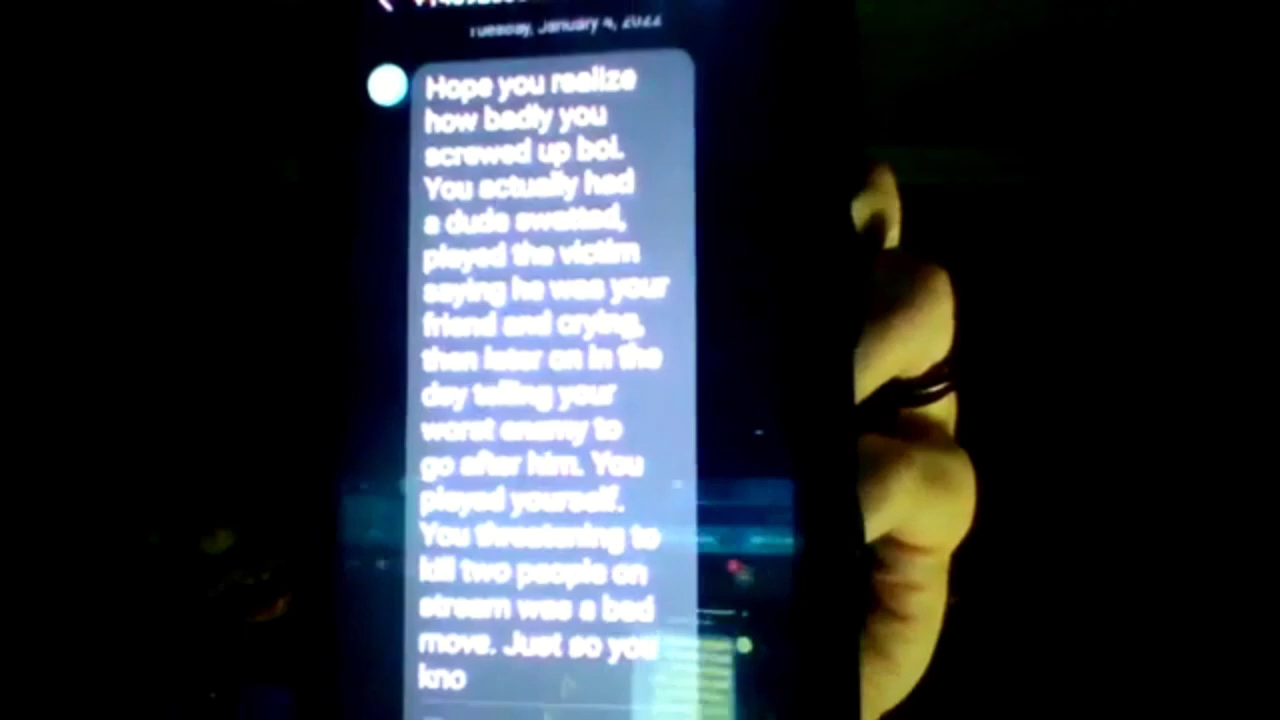 Tuesday, January 4, 2022
Hope you realize
how badly you
screwed up boi.
You actually had
a dude swatted,
played the victim
saying he was your
friend and crying,
then later on in the
day telling your
worst enemy to
go after him. You
played yourself.
You threatening to
kill two people on
stream was a bad
move. Just so you
kno